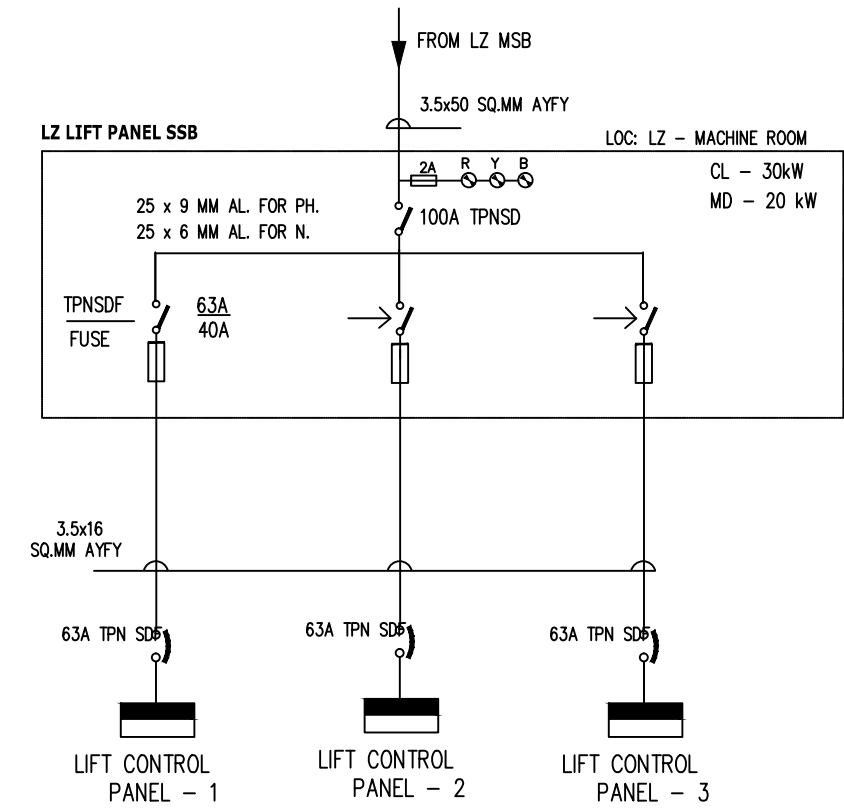 FROM LZ MSB
3.5x50 SQ.MM AYFY
LZ LIFT PANEL SSB
LOC: LZ – MACHINE ROOM
CL – 30kW
MD – 20 kW
2A
R Y B
25 x 9 MM AL. FOR PH.
25 x 6 MM AL. FOR N.
100A TPNSD
TPNSDF
FUSE
63A
40A
3.5x16
SQ.MM AYFY
63A TPN SDF
63A TPN SDF
63A TPN SDF
LIFT CONTROL
PANEL – 1
LIFT CONTROL
PANEL – 2
LIFT CONTROL
PANEL – 3